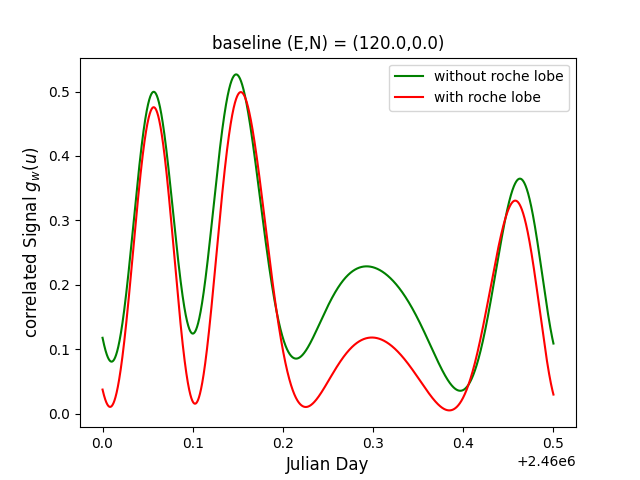 baseline (E,N) = (120.0,0.0)
without roche lobe
with roche lobe
correlated Signal $g_w(u)$
0.5
0.4
0.3
0.2
0.1
0.0
0.0 0.1 0.2 0.3 0.4 0.5
+2.46e6
Julian Day